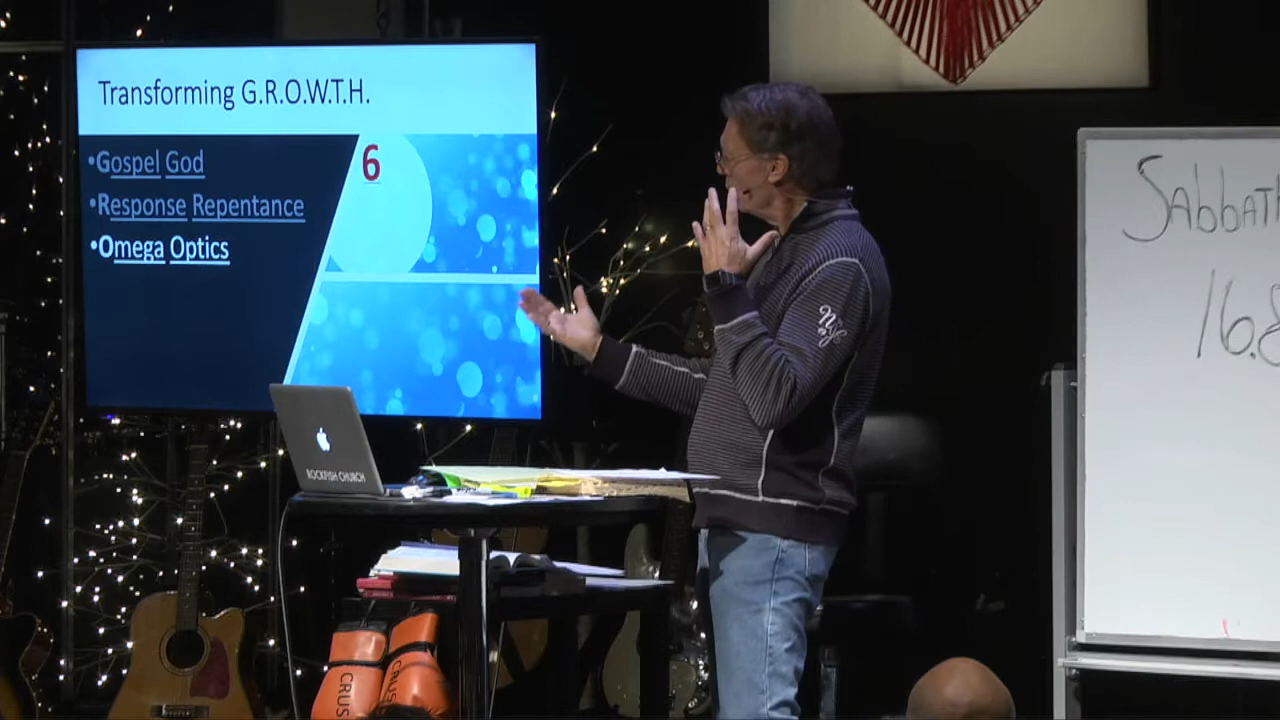 Transforming G.R.O.W.T.H.
•Gospel God
6
•Response Repentance
•Omega Optics
ROCKFISH CHURCH
CRUS
CRUS
Sabbath
16.8